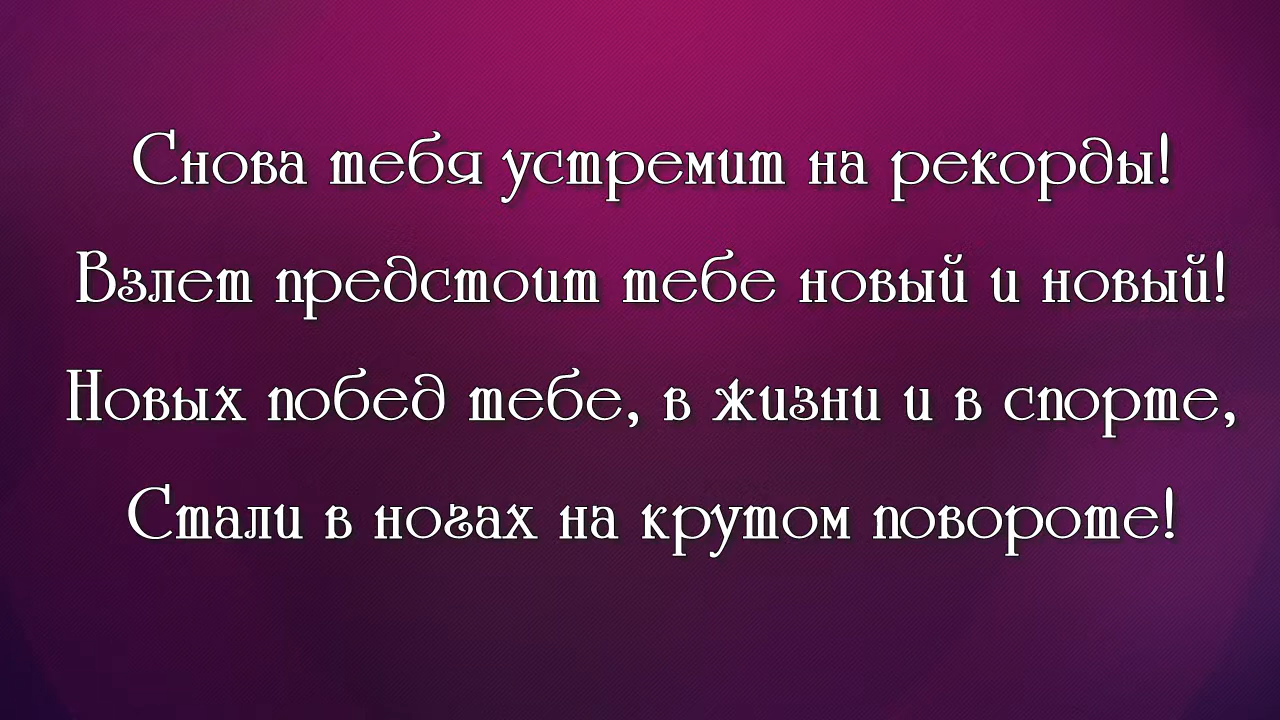 Снова тебя устремит на рекорды!
Взлет предстоит тебе новый и новый!
Новых побед тебе, в жизни и в спорте,
Стали в ногах на крутом повороте!